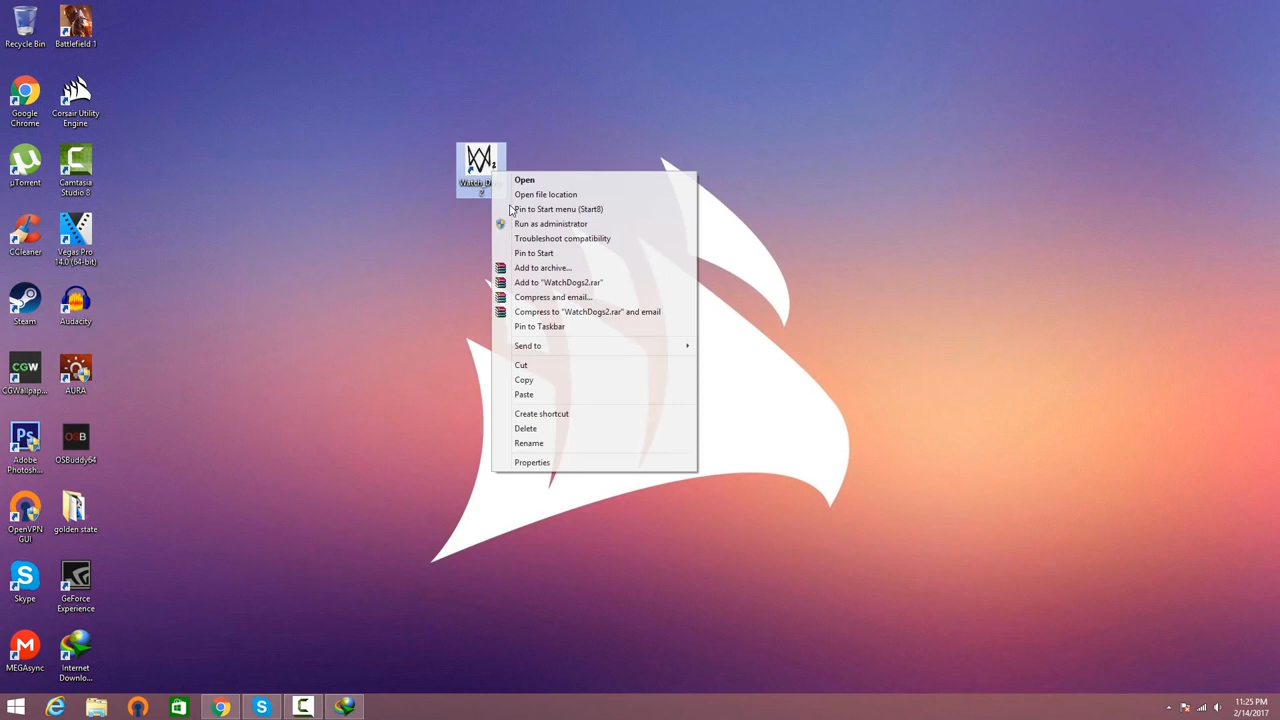 Recycle Bin
Battlefield 1
Google
Chrome
Corsair Utility
Engine
µTorrent
Camtasia
Studio 8
CCleaner
Vegas Pro
14.0 (64-bit)
Steam
Audacity
CGW
CGWallpap...
AURA
Ps
Adobe
Photosh...
OSB
OSBuddy64
OpenVPN
GUI
golden state
Skype
GeForce
Experience
MEGAsync
Internet
Downlo...
2
Open
Open file location
Pin to Start menu (Start8)
Run as administrator
Troubleshoot compatibility
Pin to Start
Add to archive...
Add to "WatchDogs2.rar"
Compress and email...
Compress to "WatchDogs2.rar" and email
Pin to Taskbar
Send to
Cut
Copy
Paste
Create shortcut
Delete
Rename
Properties
11:25 PM
2/14/2017